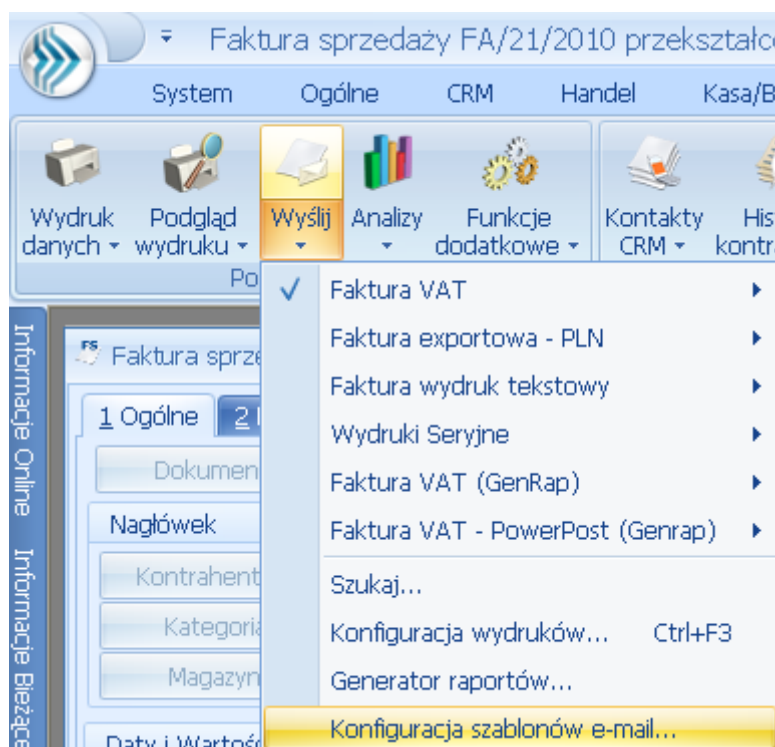 Faktura sprzedaży FA/21/2010 przekształc
System Ogólne CRM Handel Kasa/B
Wydruk danych
Podgląd wydruku
Wyślij
Analizy
Funkcje dodatkowe
Kontakty CRM
His
kontr
Po
Faktura VAT
Faktura exportowa - PLN
Faktura wydruk tekstowy
Wydruki Seryjne
Faktura VAT (GenRap)
Faktura VAT - PowerPost (Genrap)
Szukaj...
Konfiguracja wydruków... Ctrl+F3
Generator raportów...
Konfiguracja szablonów e-mail...
Informacje Online
Informacje Bieżące
FS Faktura sprze
1 Ogólne 2
Dokumen
Nagłówek
Kontrahent
Kategoria
Magazyn
Daty i Wartoś